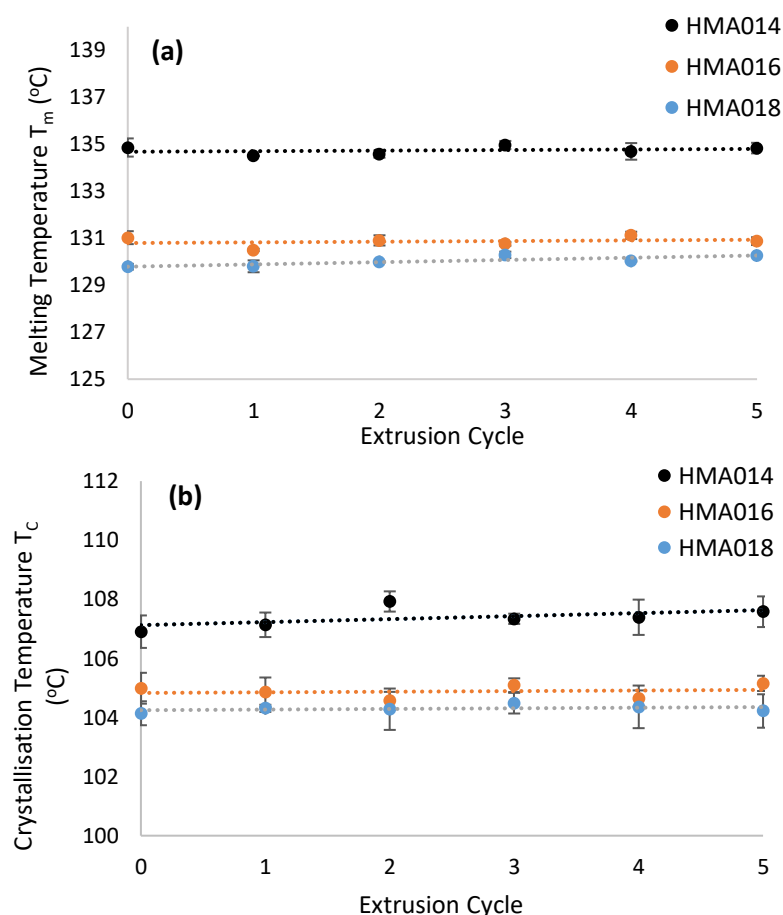 (a)
HMA014
HMA016
HMA018
Melting Temperature Tm (oC)
139
137
135
133
131
129
127
125
0 1 2 3 4 5
Extrusion Cycle
(b)
HMA014
HMA016
HMA018
Crystallisation Temperature TC
(oC)
112
110
108
106
104
102
100
0 1 2 3 4 5
Extrusion Cycle